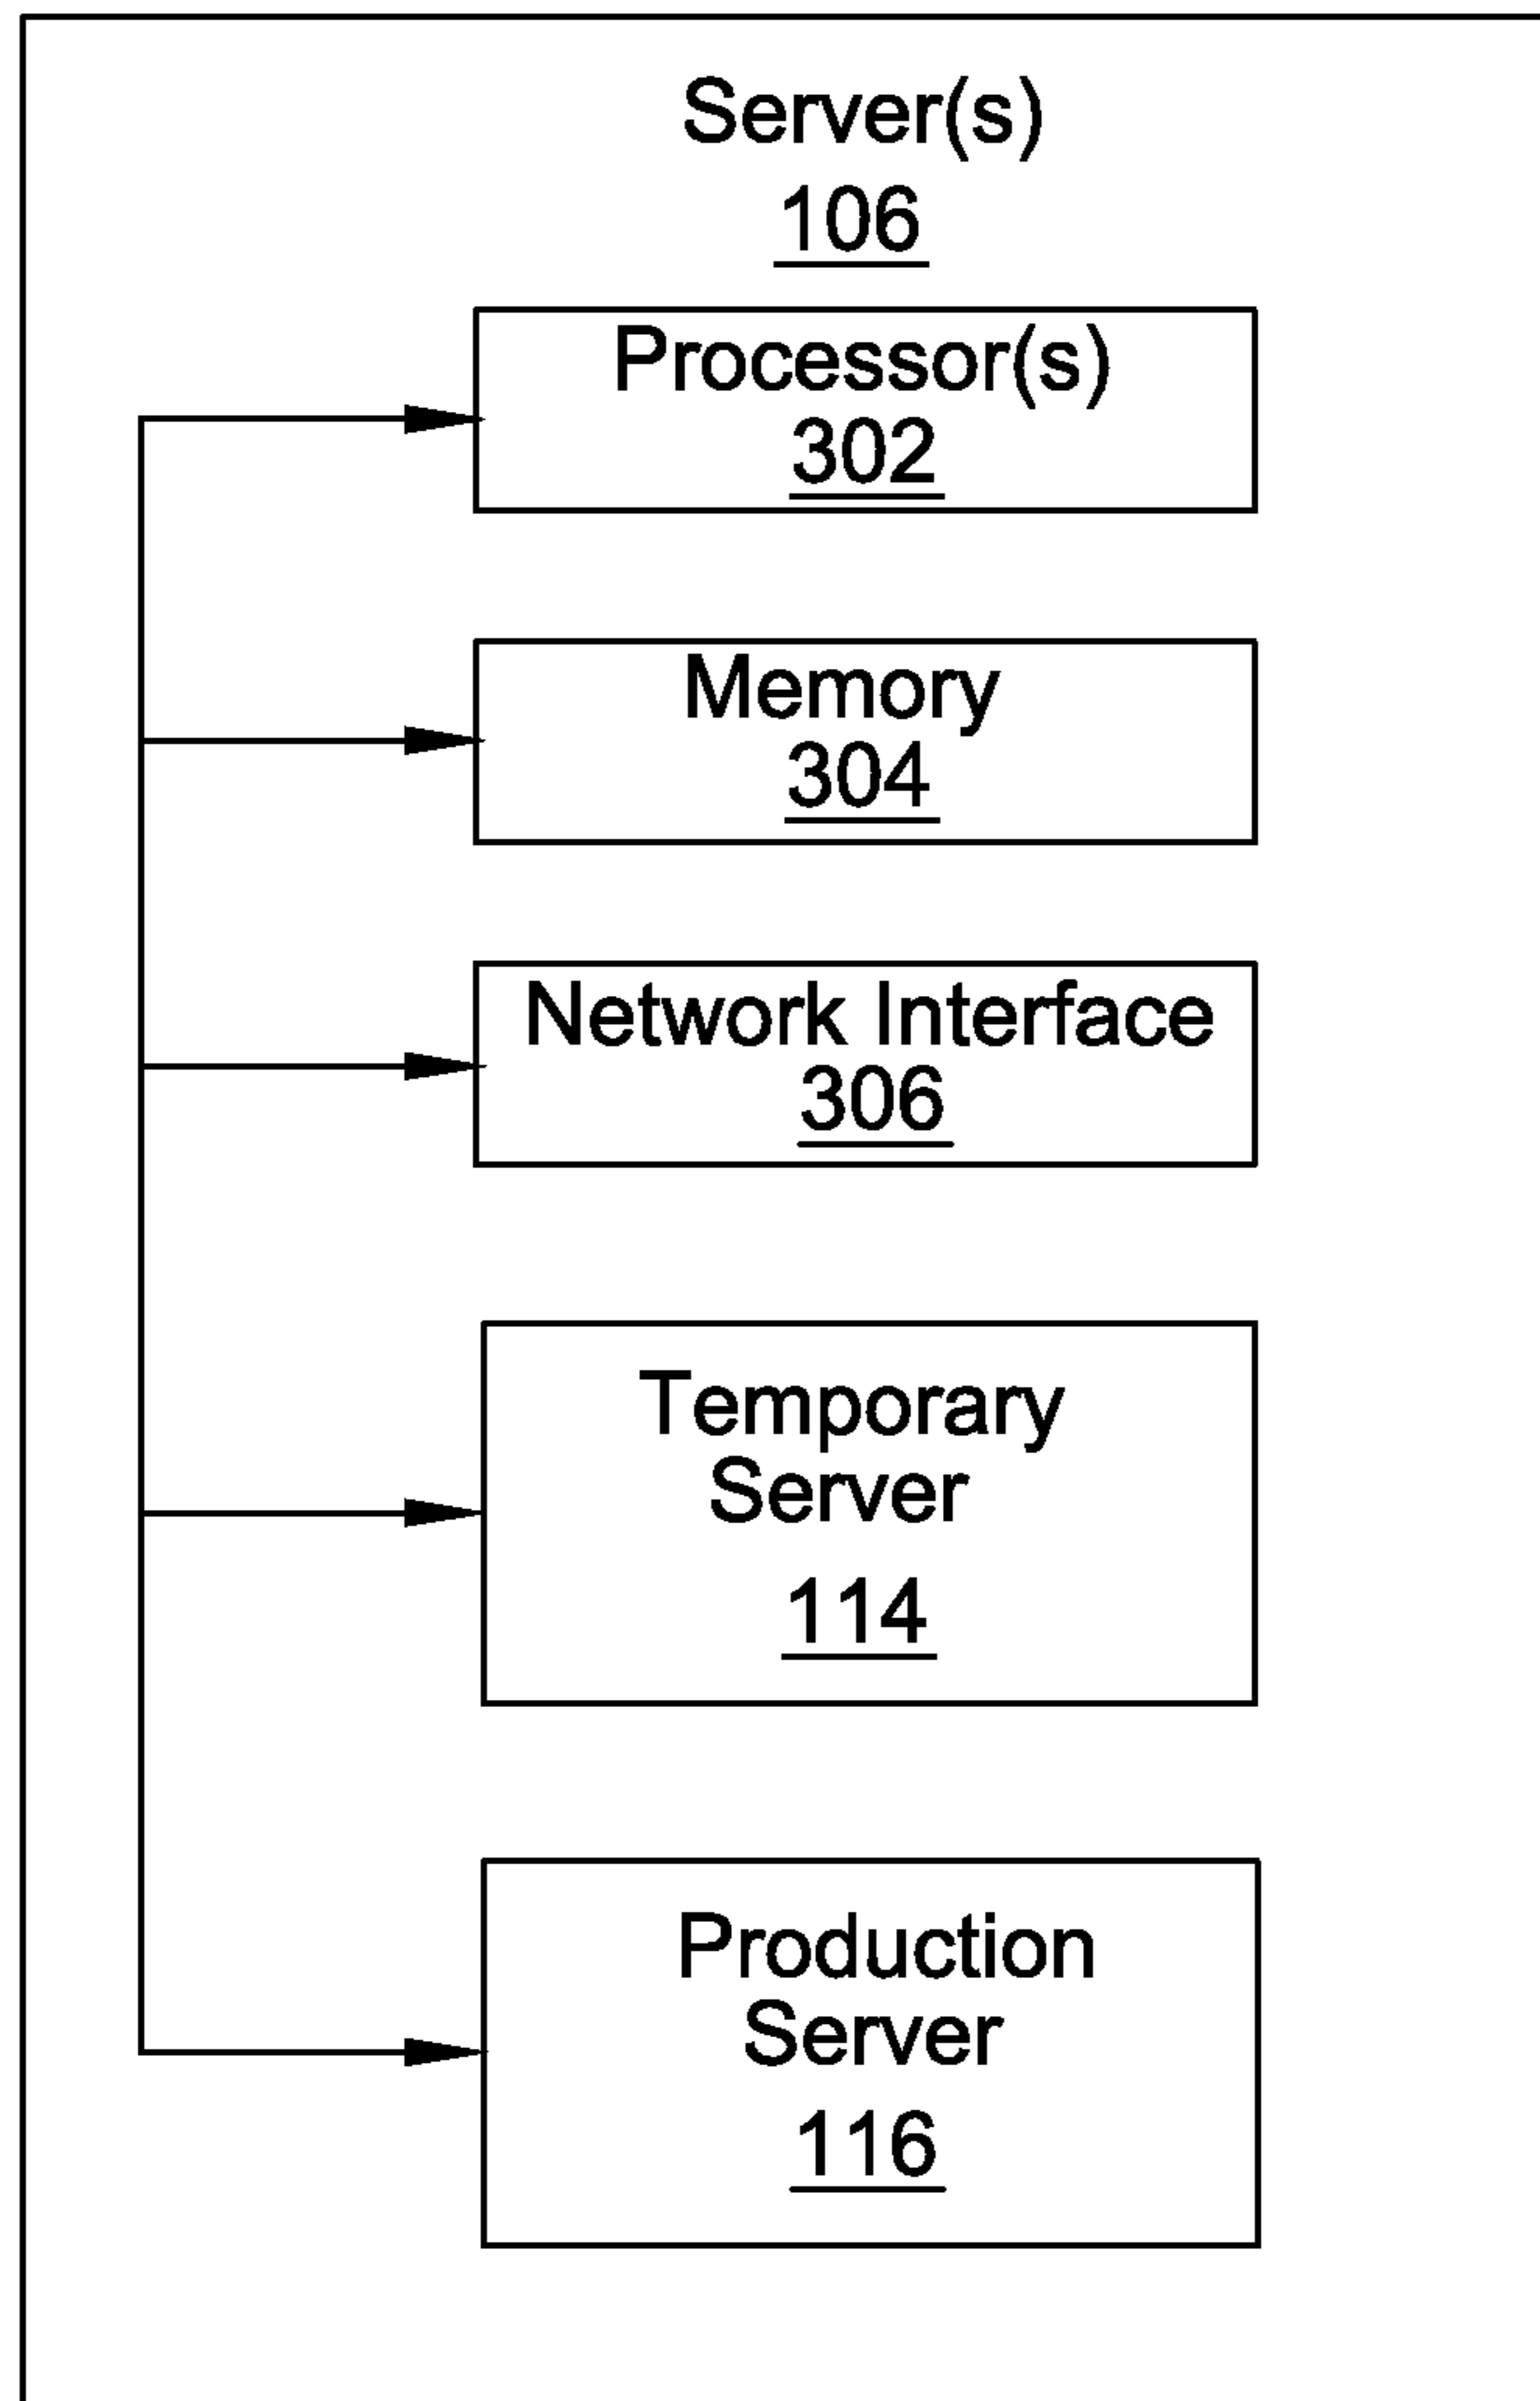 Server(s)
106
Processor(s)
302
Memory
304
Network Interface
306
Temporary
Server
114
Production
Server
116